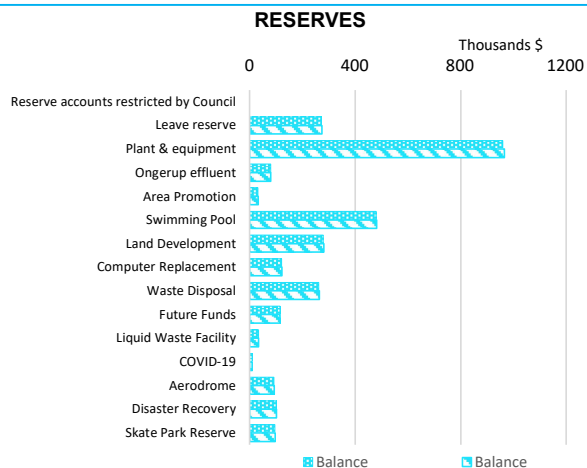 RESERVES
Thousands $
0 400 800 1200
Reserve accounts restricted by Council
Leave reserve
Plant & equipment
Ongerup effluent
Area Promotion
Swimming Pool
Land Development
Computer Replacement
Waste Disposal
Future Funds
Liquid Waste Facility
COVID-19
Aerodrome
Disaster Recovery
Skate Park Reserve
Balance Balance